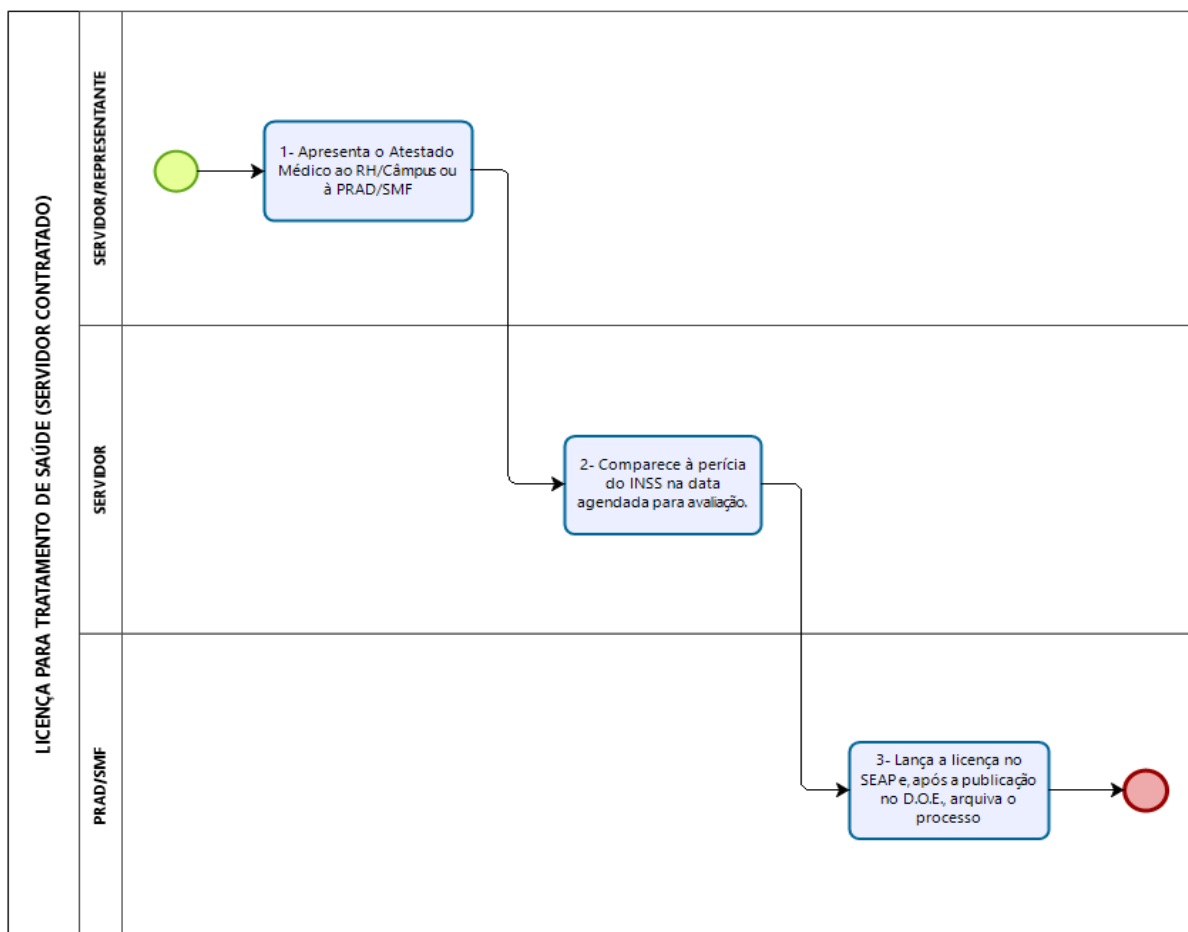 LICENÇA PARA TRATAMENTO DE SAÚDE (SERVIDOR CONTRATADO)
SERVIDOR/REPRESENTANTE
1- Apresenta o Atestado
Médico ao RH/Câmpus ou
à PRAD/SMF
SERVIDOR
2- Comparece à perícia
do INSS na data
agendada para avaliação.
PRAD/SMF
3- Lança a licença no
SEAP e, após a publicação
no D.O.E., arquiva o
processo